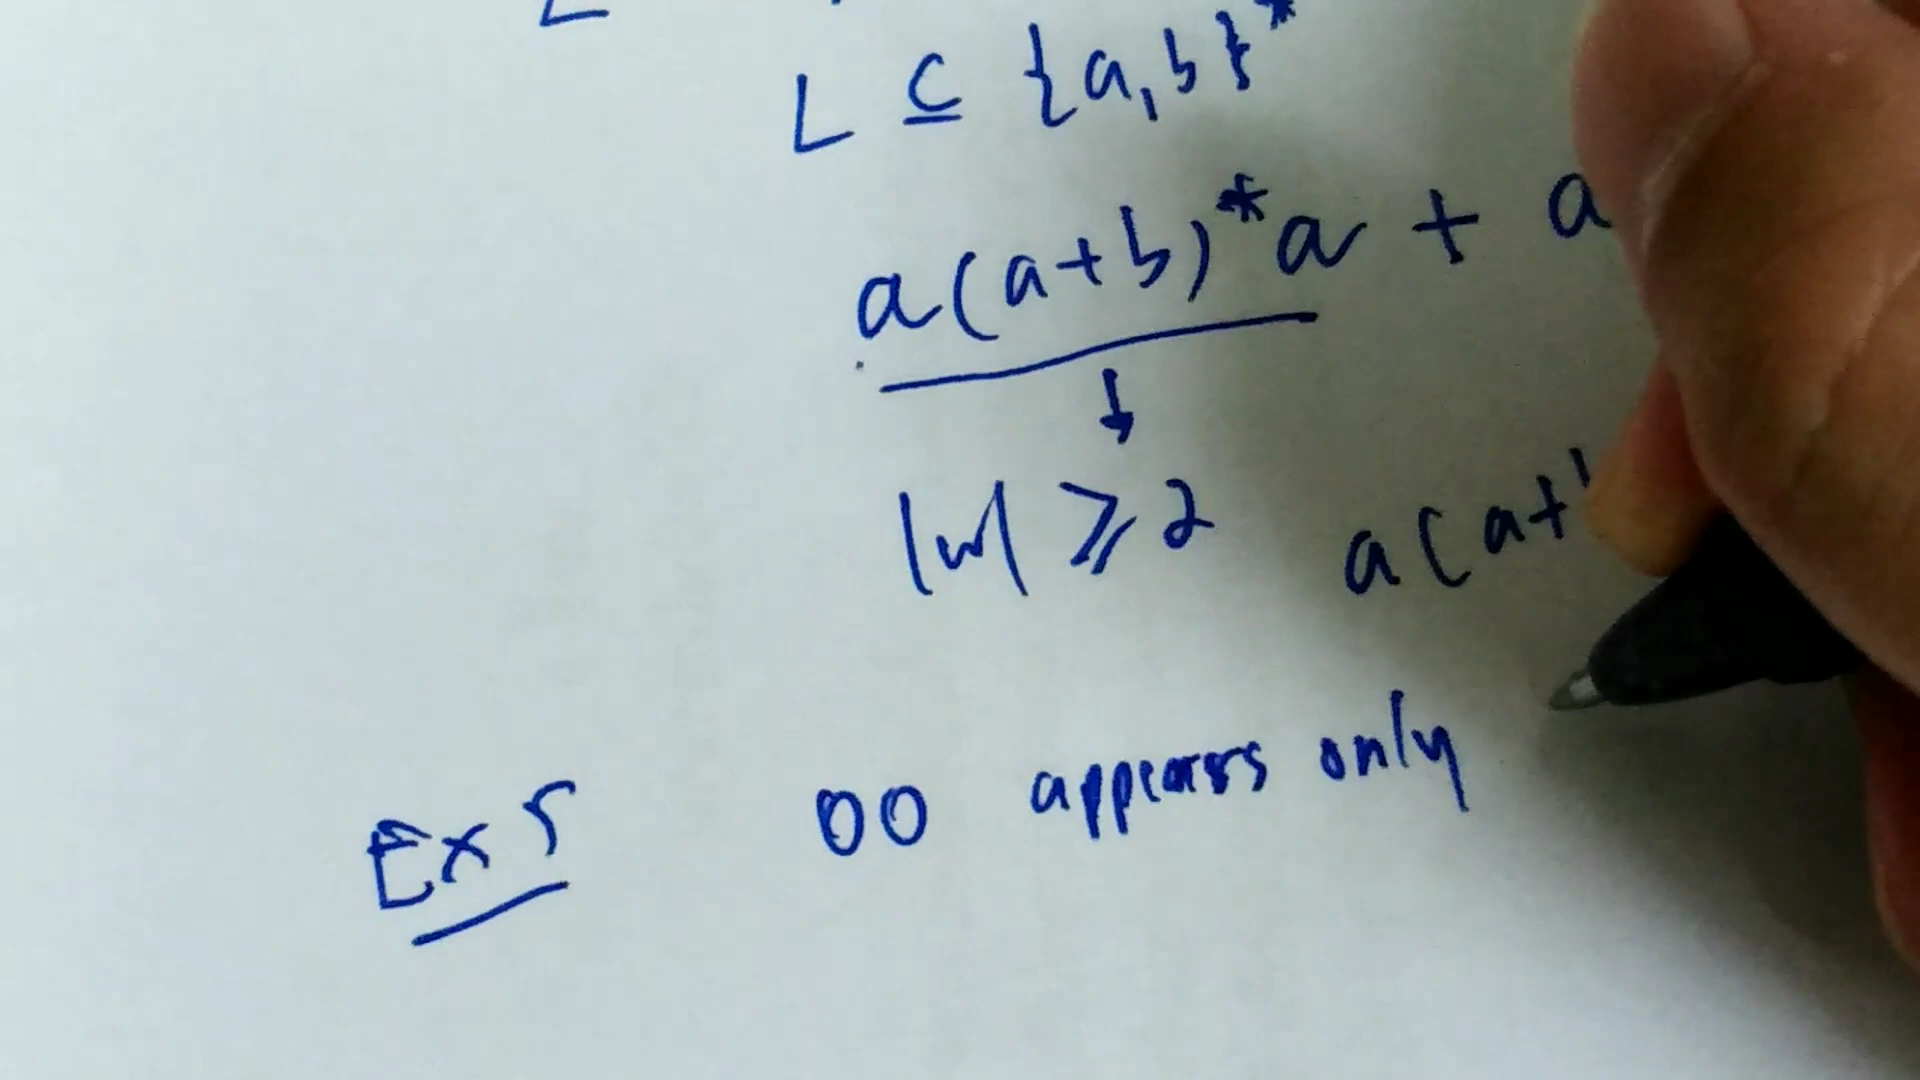 L ⊆ {a,b}*
a(a+b)*a + a
↓
|w| ⩾ 2 a(a+
Ex 5 00 appears only